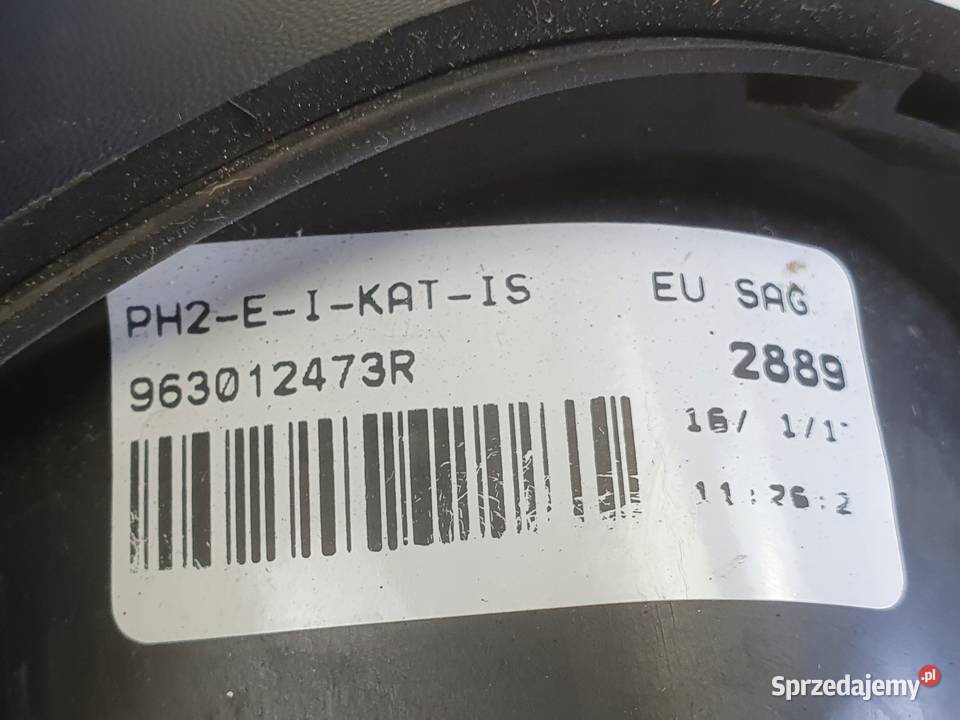 PH2-E-I-KAT-IS EU SAG
963012473R 2889
16/ 1/1
11:26:2
Sprzedajemy.pl